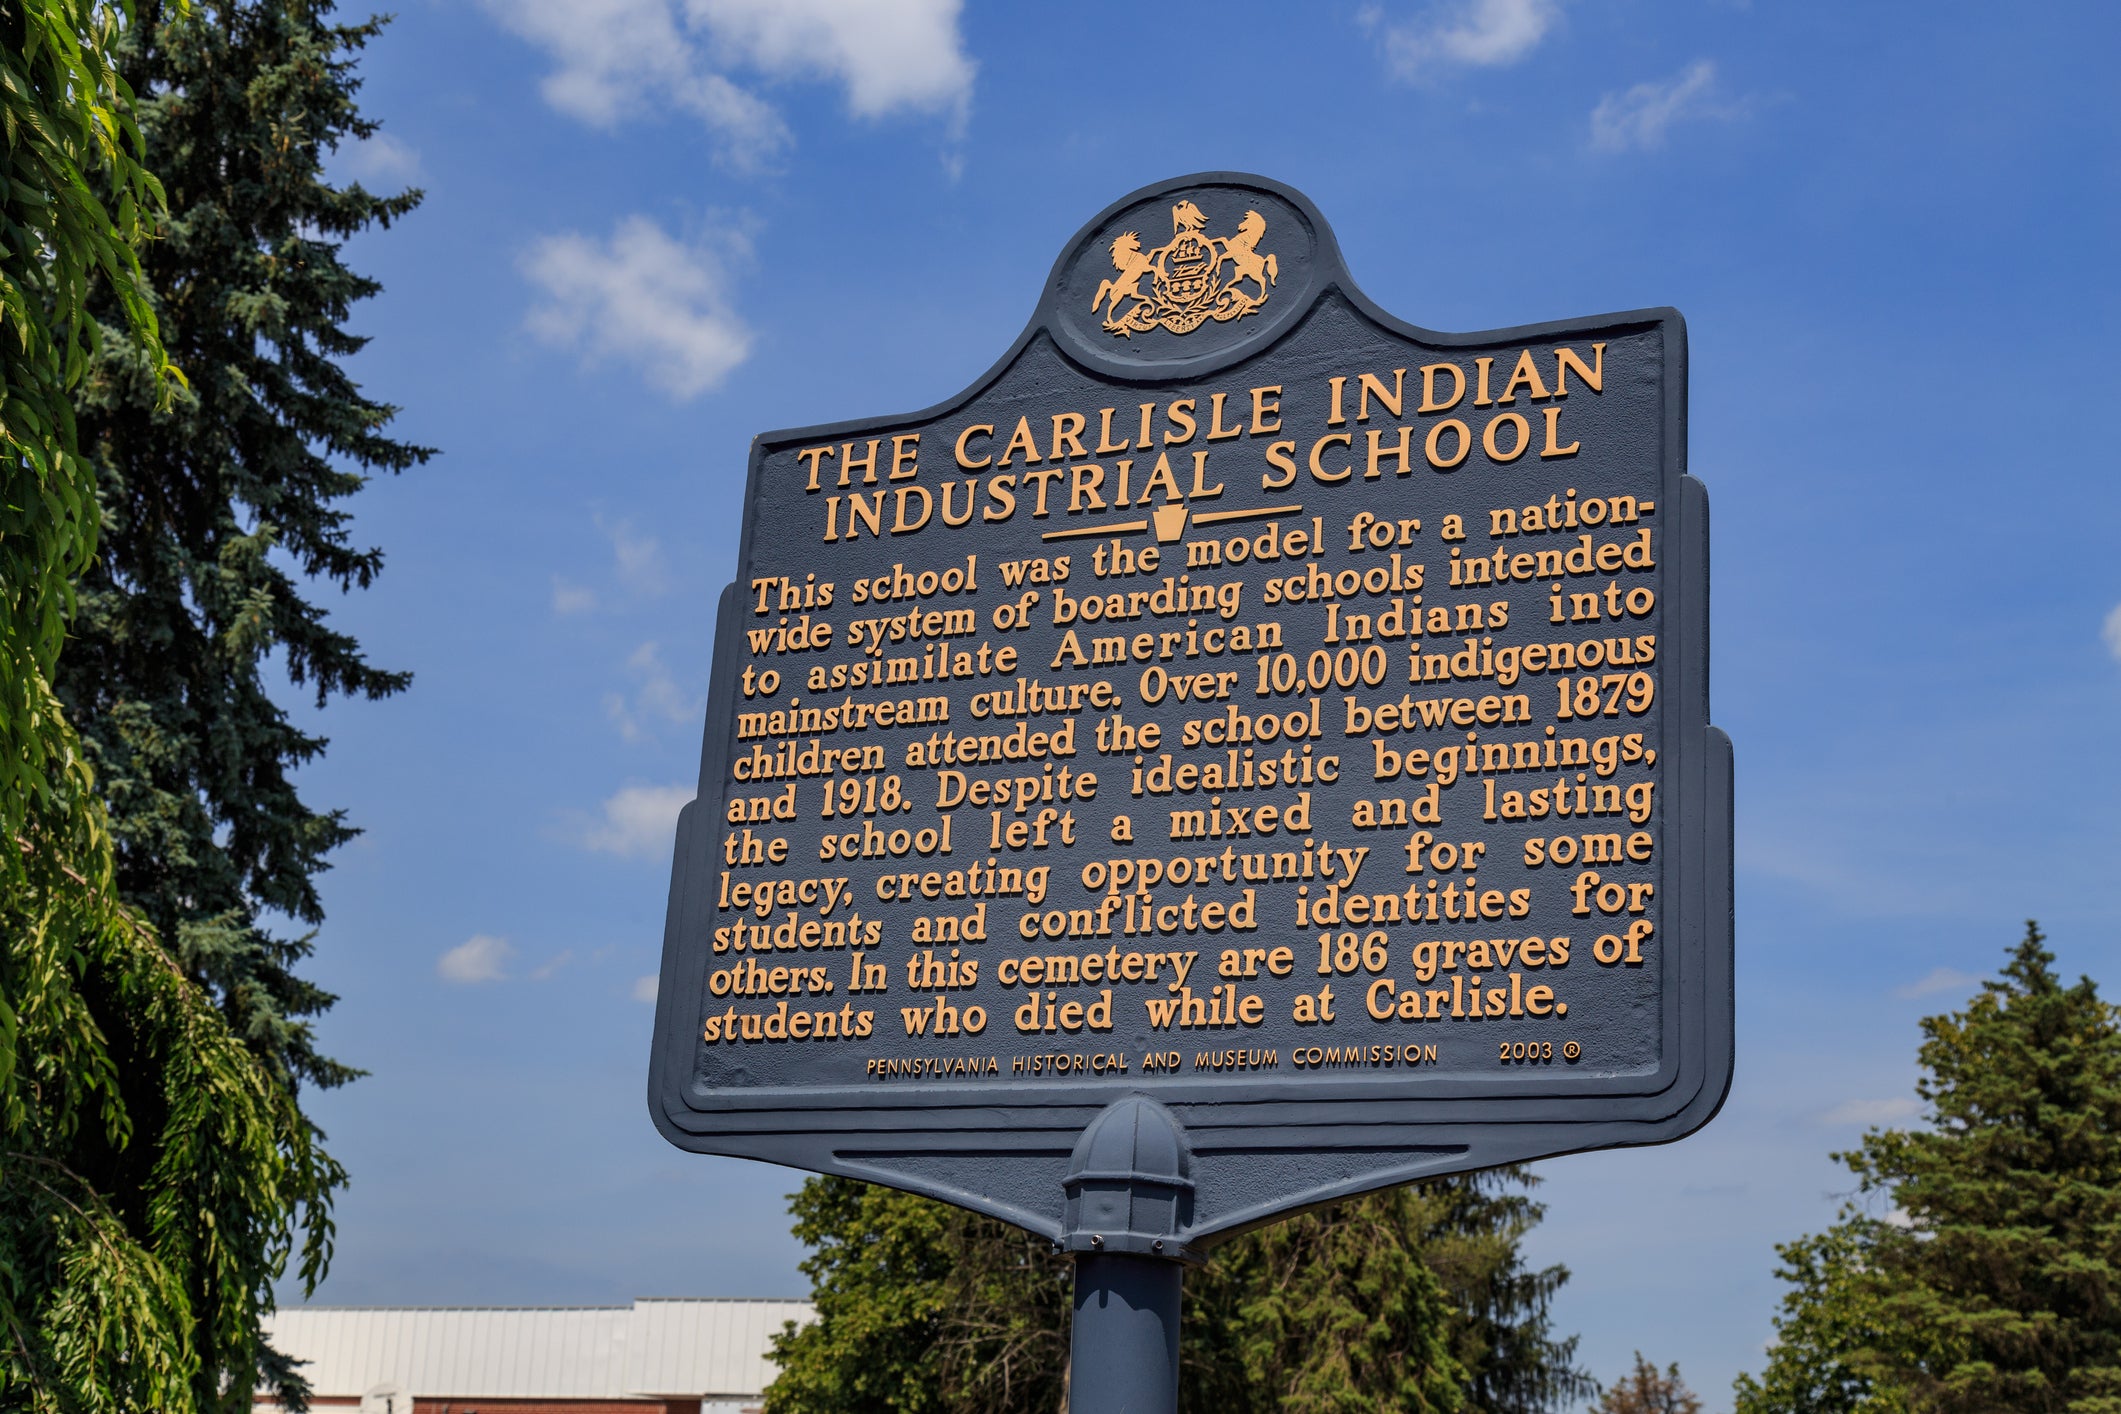 THE CARLISLE INDIAN
INDUSTRIAL SCHOOL
This school was the model for a nation-
wide system of boarding schools intended
to assimilate American Indians into
mainstream culture. Over 10,000 indigenous
children attended the school between 1879
and 1918. Despite idealistic beginnings,
the school left a mixed and lasting
legacy, creating opportunity for some
students and conflicted identities for
others. In this cemetery are 186 graves of
students who died while at Carlisle.
PENNSYLVANIA HISTORICAL AND MUSEUM COMMISSION 2003 ®